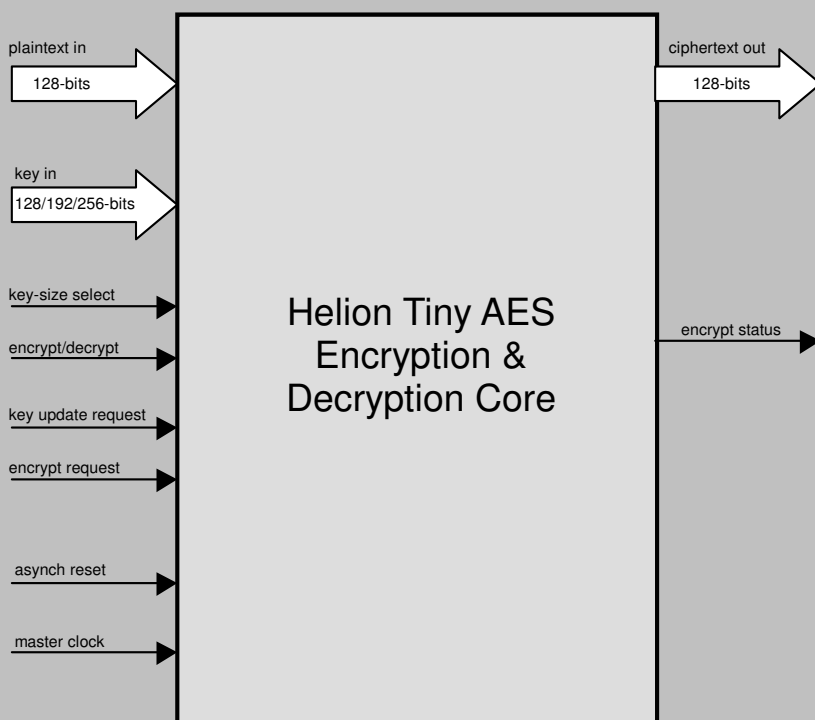 plaintext in
128-bits
key in
128/192/256-bits
key-size select
encrypt/decrypt
key update request
encrypt request
asynch reset
master clock
Helion Tiny AES
Encryption &
Decryption Core
ciphertext out
128-bits
encrypt status